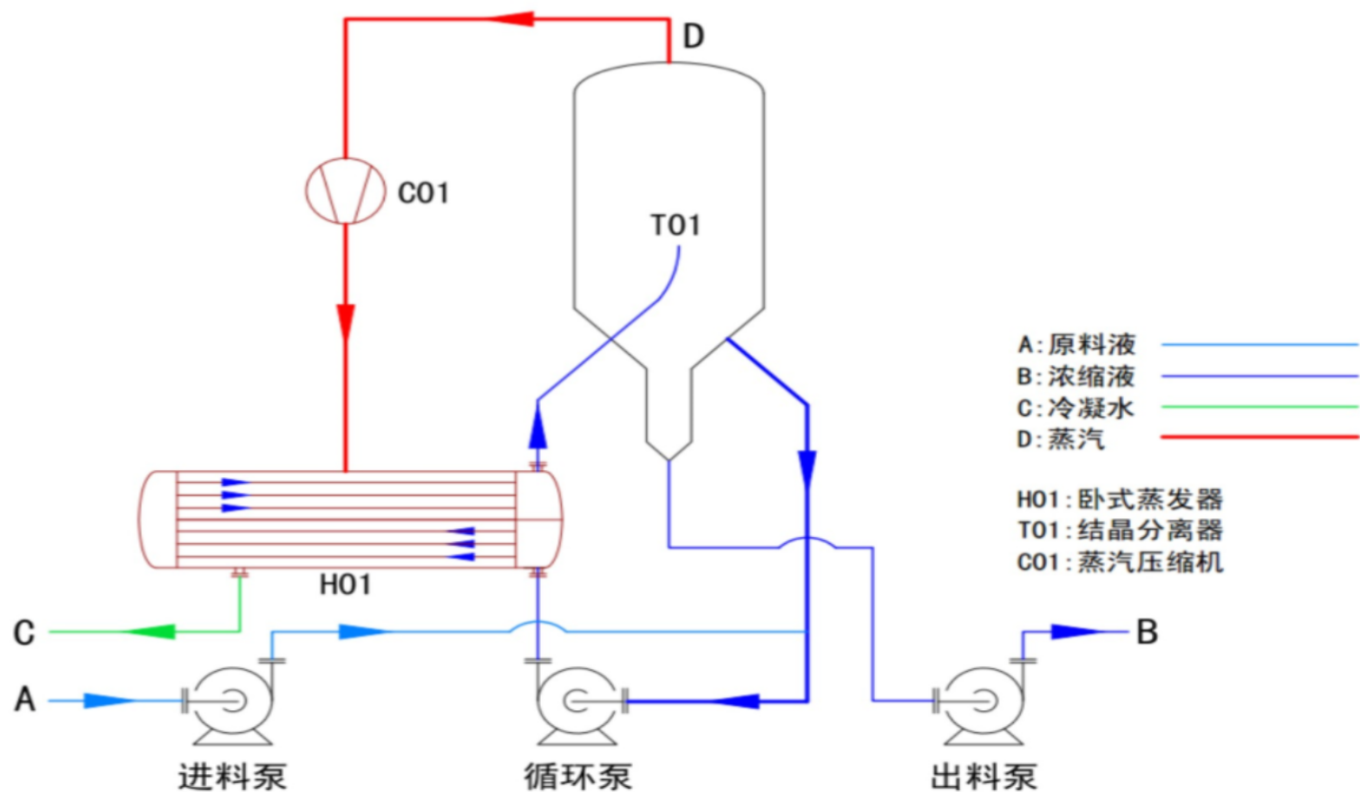 D
C01
T01
A:原料液
B:浓缩液
C:冷凝水
D:蒸汽
H01:卧式蒸发器
T01:结晶分离器
C01:蒸汽压缩机
H01
C
B
A
进料泵
循环泵
出料泵